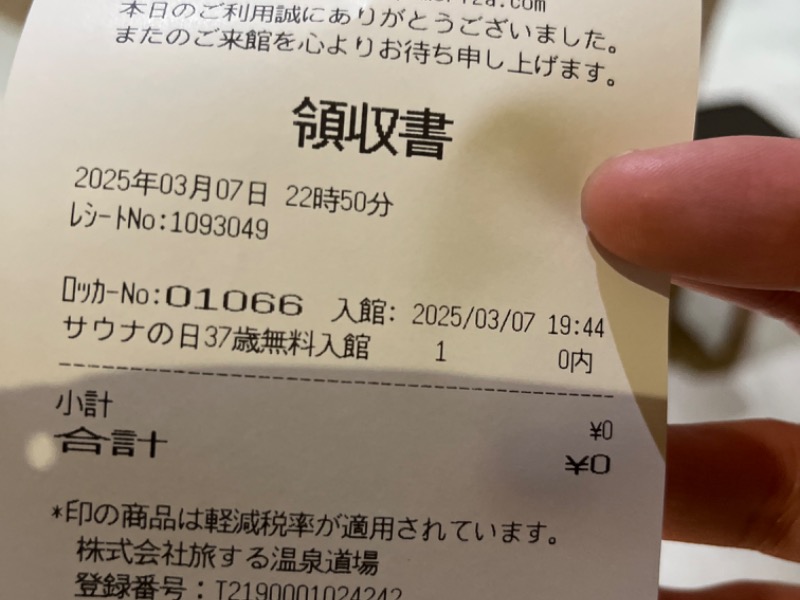 本日のご利用誠にありがとうございました。
またのご来館を心よりお待ち申し上げます。
領収書
2025年03月07日 22時50分
ﾚｼｰﾄNo:1093049
ﾛｯｶｰNo:01066 入館: 2025/03/07 19:44
サウナの日37歳無料入館 1 0内
小計 ¥0
合計 ¥0
*印の商品は軽減税率が適用されています。
株式会社旅する温泉道場
登録番号:T2190001024242